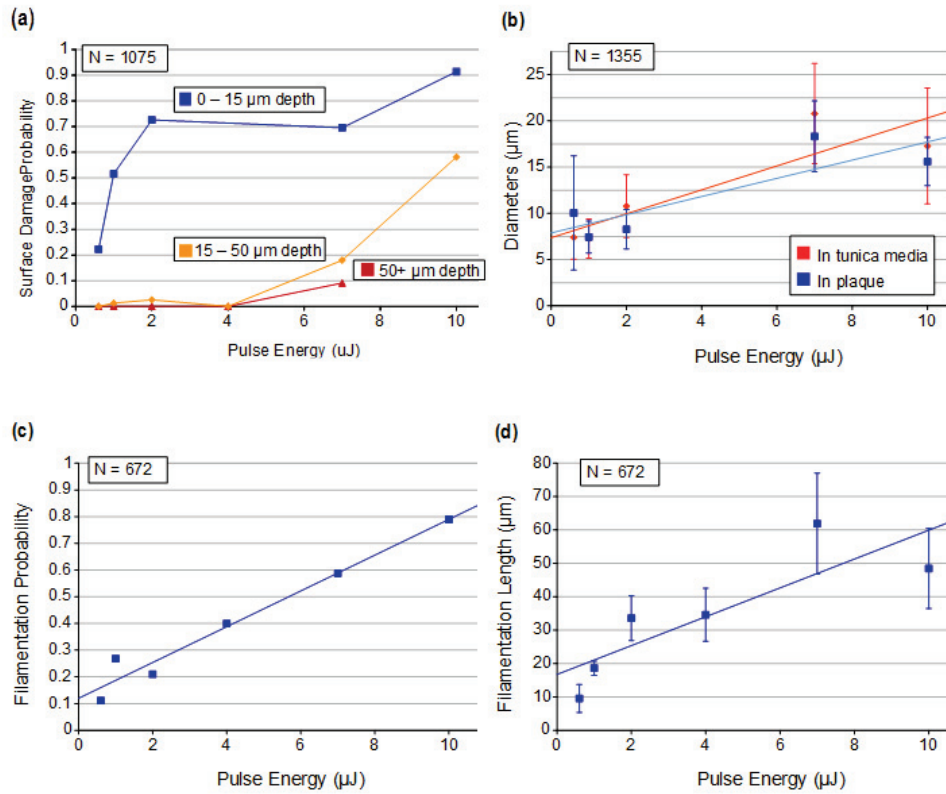 (a)
N = 1075
1
0.9
0.8
0.7
0.6
0.5
0.4
0.3
0.2
0.1
0
Surface DamageProbability
0 – 15 µm depth
15 – 50 µm depth
50+ µm depth
0 2 4 6 8 10
Pulse Energy (uJ)
(b)
N = 1355
25
20
15
10
5
0
Diameters (µm)
In tunica media
In plaque
0 2 4 6 8 10
Pulse Energy (µJ)
(c)
N = 672
1
0.9
0.8
0.7
0.6
0.5
0.4
0.3
0.2
0.1
0
Filamentation Probability
0 2 4 6 8 10
Pulse Energy (µJ)
(d)
N = 672
80
70
60
50
40
30
20
10
0
Filamentation Length (µm)
0 2 4 6 8 10
Pulse Energy (µJ)